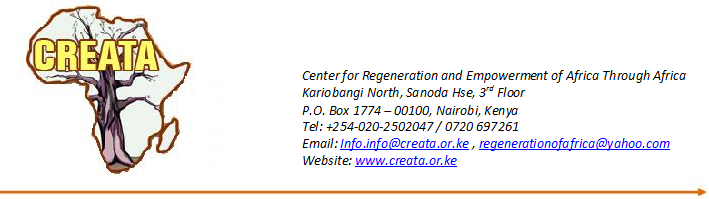 CREATA
Center for Regeneration and Empowerment of Africa Through Africa
Kariobangi North, Sanoda Hse, 3rd Floor
P.O. Box 1774 – 00100, Nairobi, Kenya
Tel: +254-020-2502047 / 0720 697261
Email: Info.info@creata.or.ke , regenerationofafrica@yahoo.com
Website: www.creata.or.ke